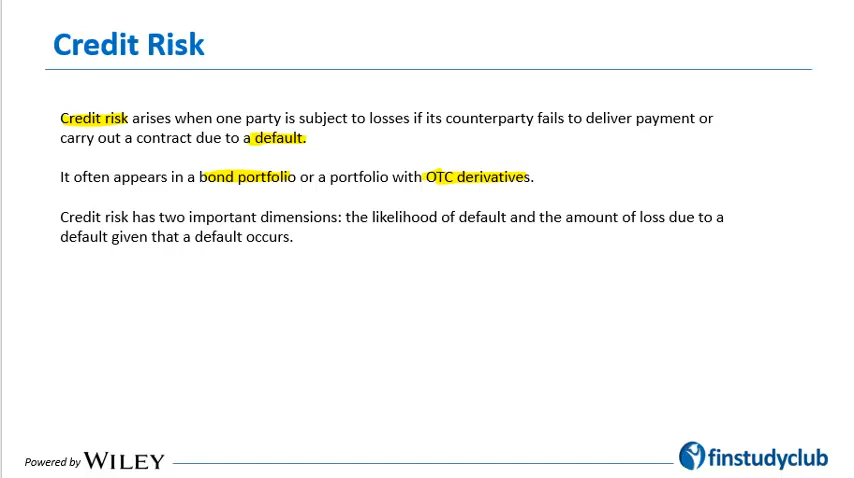 Credit Risk
Credit risk arises when one party is subject to losses if its counterparty fails to deliver payment or
carry out a contract due to a default.
It often appears in a bond portfolio or a portfolio with OTC derivatives.
Credit risk has two important dimensions: the likelihood of default and the amount of loss due to a
default given that a default occurs.
Powered by WILEY
finstudyclub